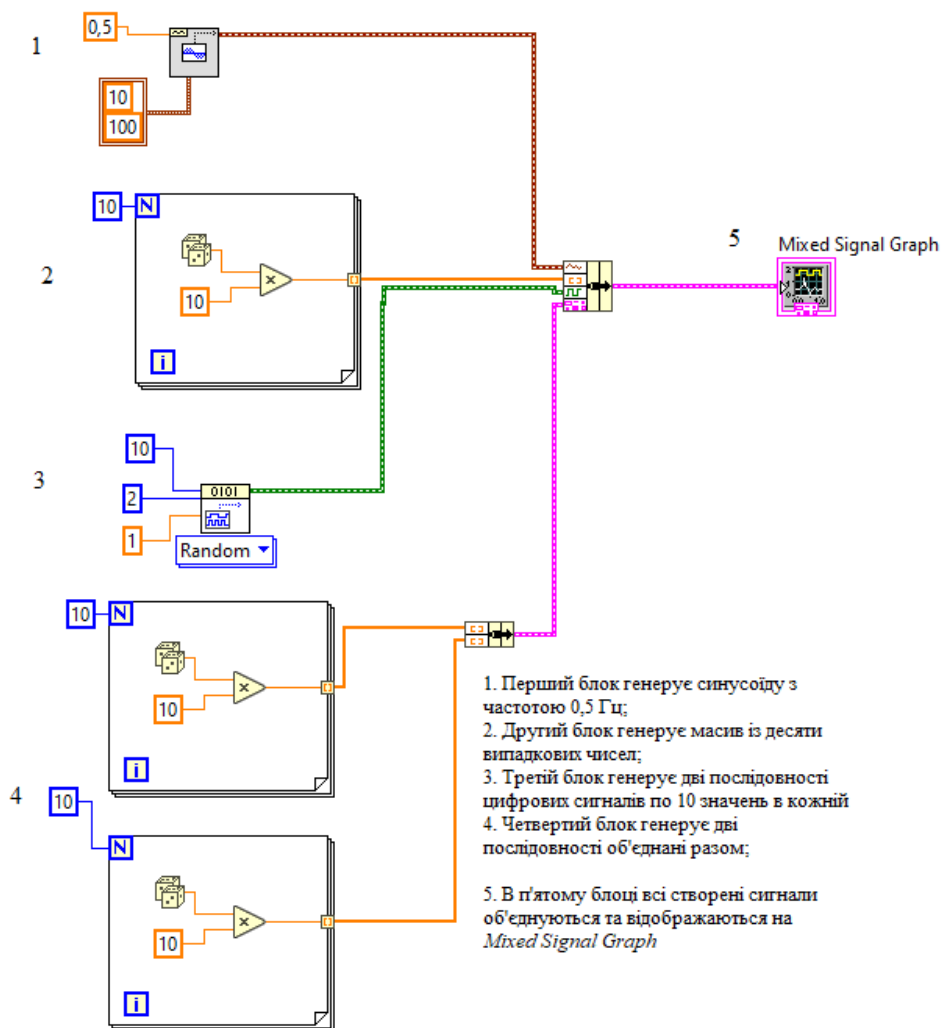 1
0,5
10
100
2
10
N
10
i
5
Mixed Signal Graph
3
10
2
1
0101
Random
10
N
10
i
4
10
N
10
i
1. Перший блок генерує синусоїду з
частотою 0,5 Гц;
2. Другий блок генерує масив із десяти
випадкових чисел;
3. Третій блок генерує дві послідовності
цифрових сигналів по 10 значень в кожній
4. Четвертий блок генерує дві
послідовності об'єднані разом;
5. В п'ятому блоці всі створені сигнали
об'єднуються та відображаються на
Mixed Signal Graph